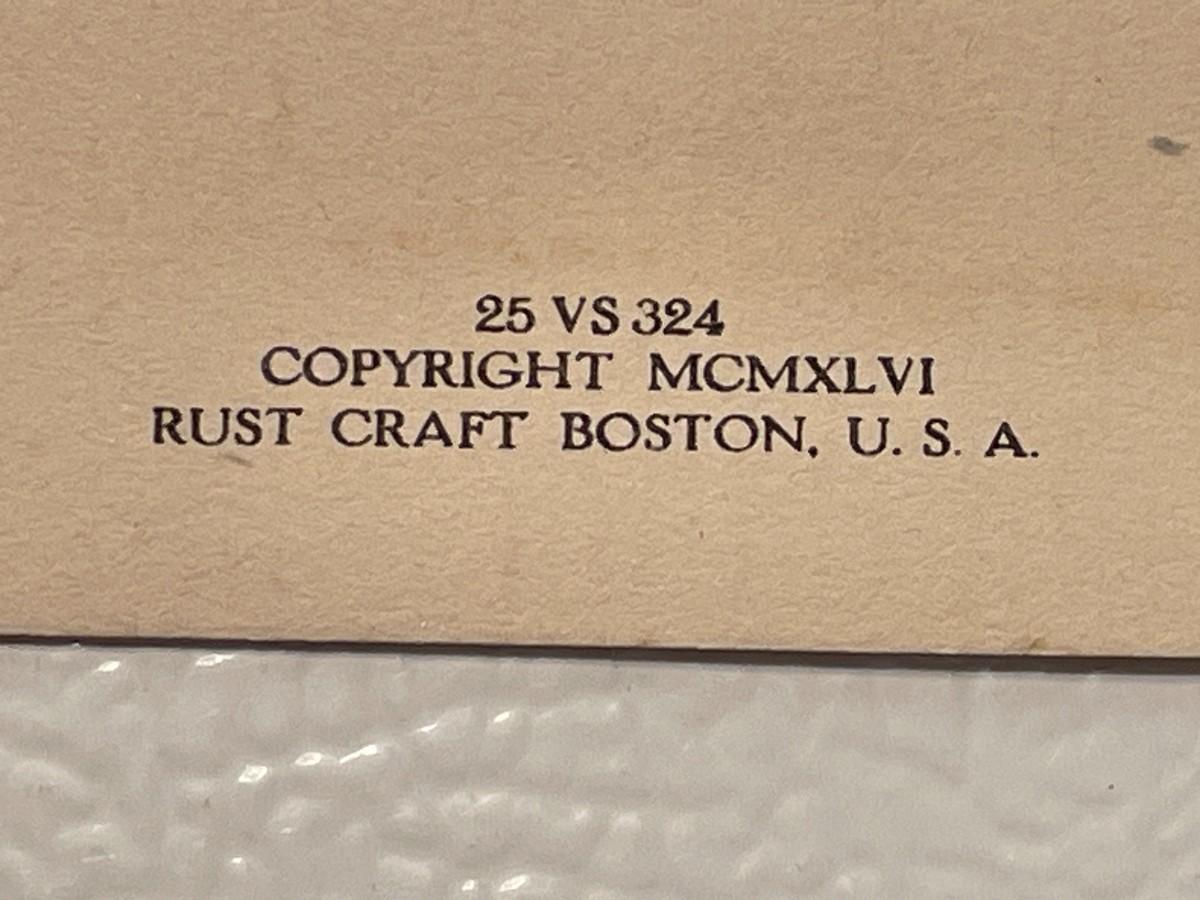 25 VS 324
COPYRIGHT MCMXLVI
RUST CRAFT BOSTON, U. S. A.